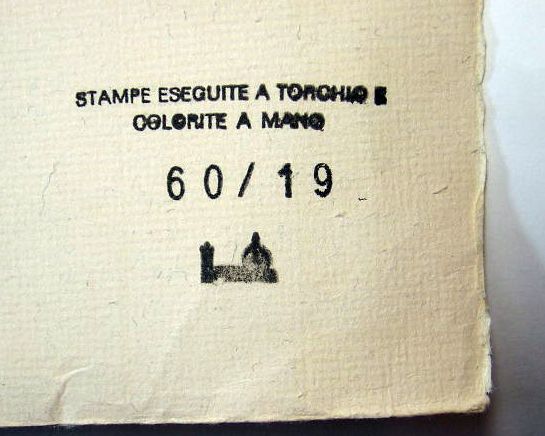 STAMPE ESEGUITE A TORCHIO E
COLORITE A MANO
60/19